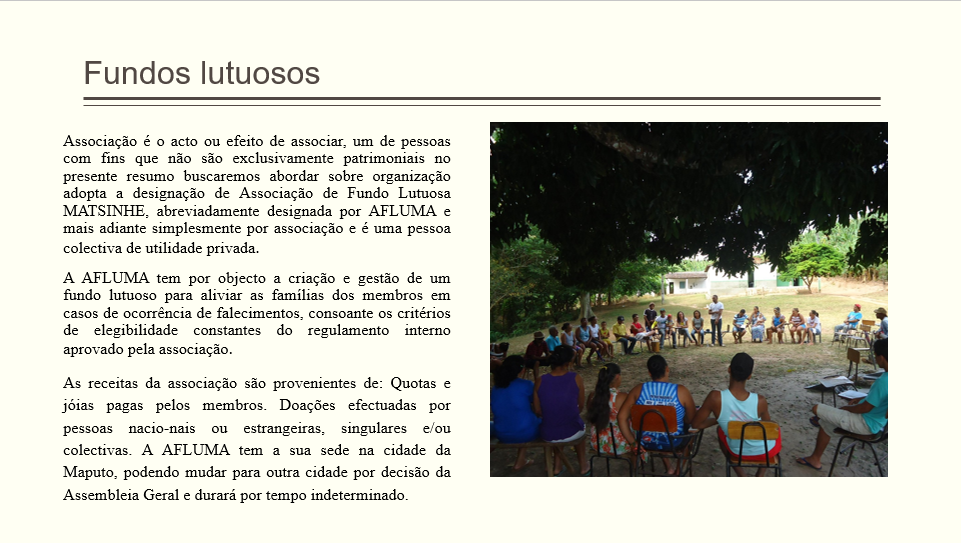 Fundos lutuosos
Associação é o acto ou efeito de associar, um de pessoas
com fins que não são exclusivamente patrimoniais no
presente resumo buscaremos abordar sobre organização
adopta a designação de Associação de Fundo Lutuosa
MATSINHE, abreviadamente designada por AFLUMA e
mais adiante simplesmente por associação e é uma pessoa
colectiva de utilidade privada.
A AFLUMA tem por objecto a criação e gestão de um
fundo lutuoso para aliviar as famílias dos membros em
casos de ocorrência de falecimentos, consoante os critérios
de elegibilidade constantes do regulamento interno
aprovado pela associação.
As receitas da associação são provenientes de: Quotas e
jóias pagas pelos membros. Doações efectuadas por
pessoas nacio-nais ou estrangeiras, singulares e/ou
colectivas. A AFLUMA tem a sua sede na cidade da
Maputo, podendo mudar para outra cidade por decisão da
Assembleia Geral e durará por tempo indeterminado.